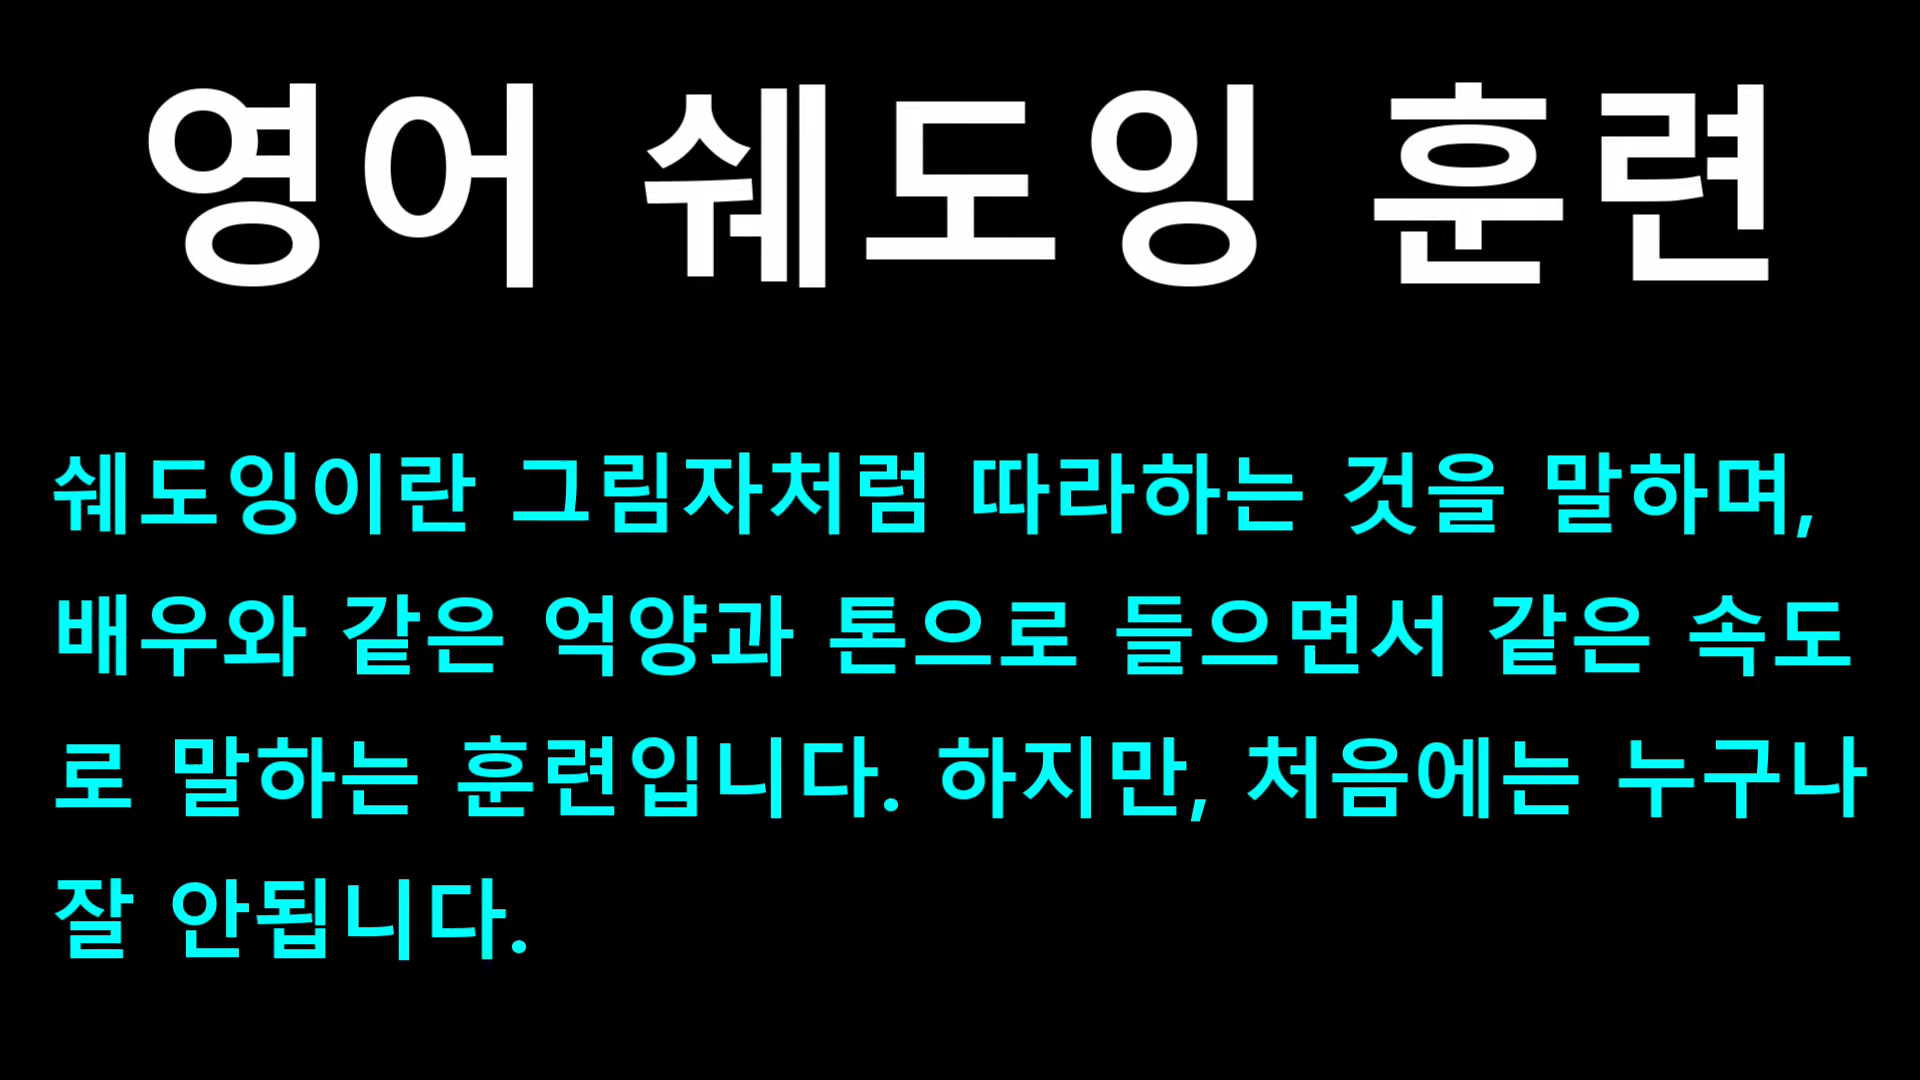 영어 쉐도잉 훈련
쉐도잉이란 그림자처럼 따라하는 것을 말하며,
배우와 같은 억양과 톤으로 들으면서 같은 속도
로 말하는 훈련입니다. 하지만, 처음에는 누구나
잘 안됩니다.